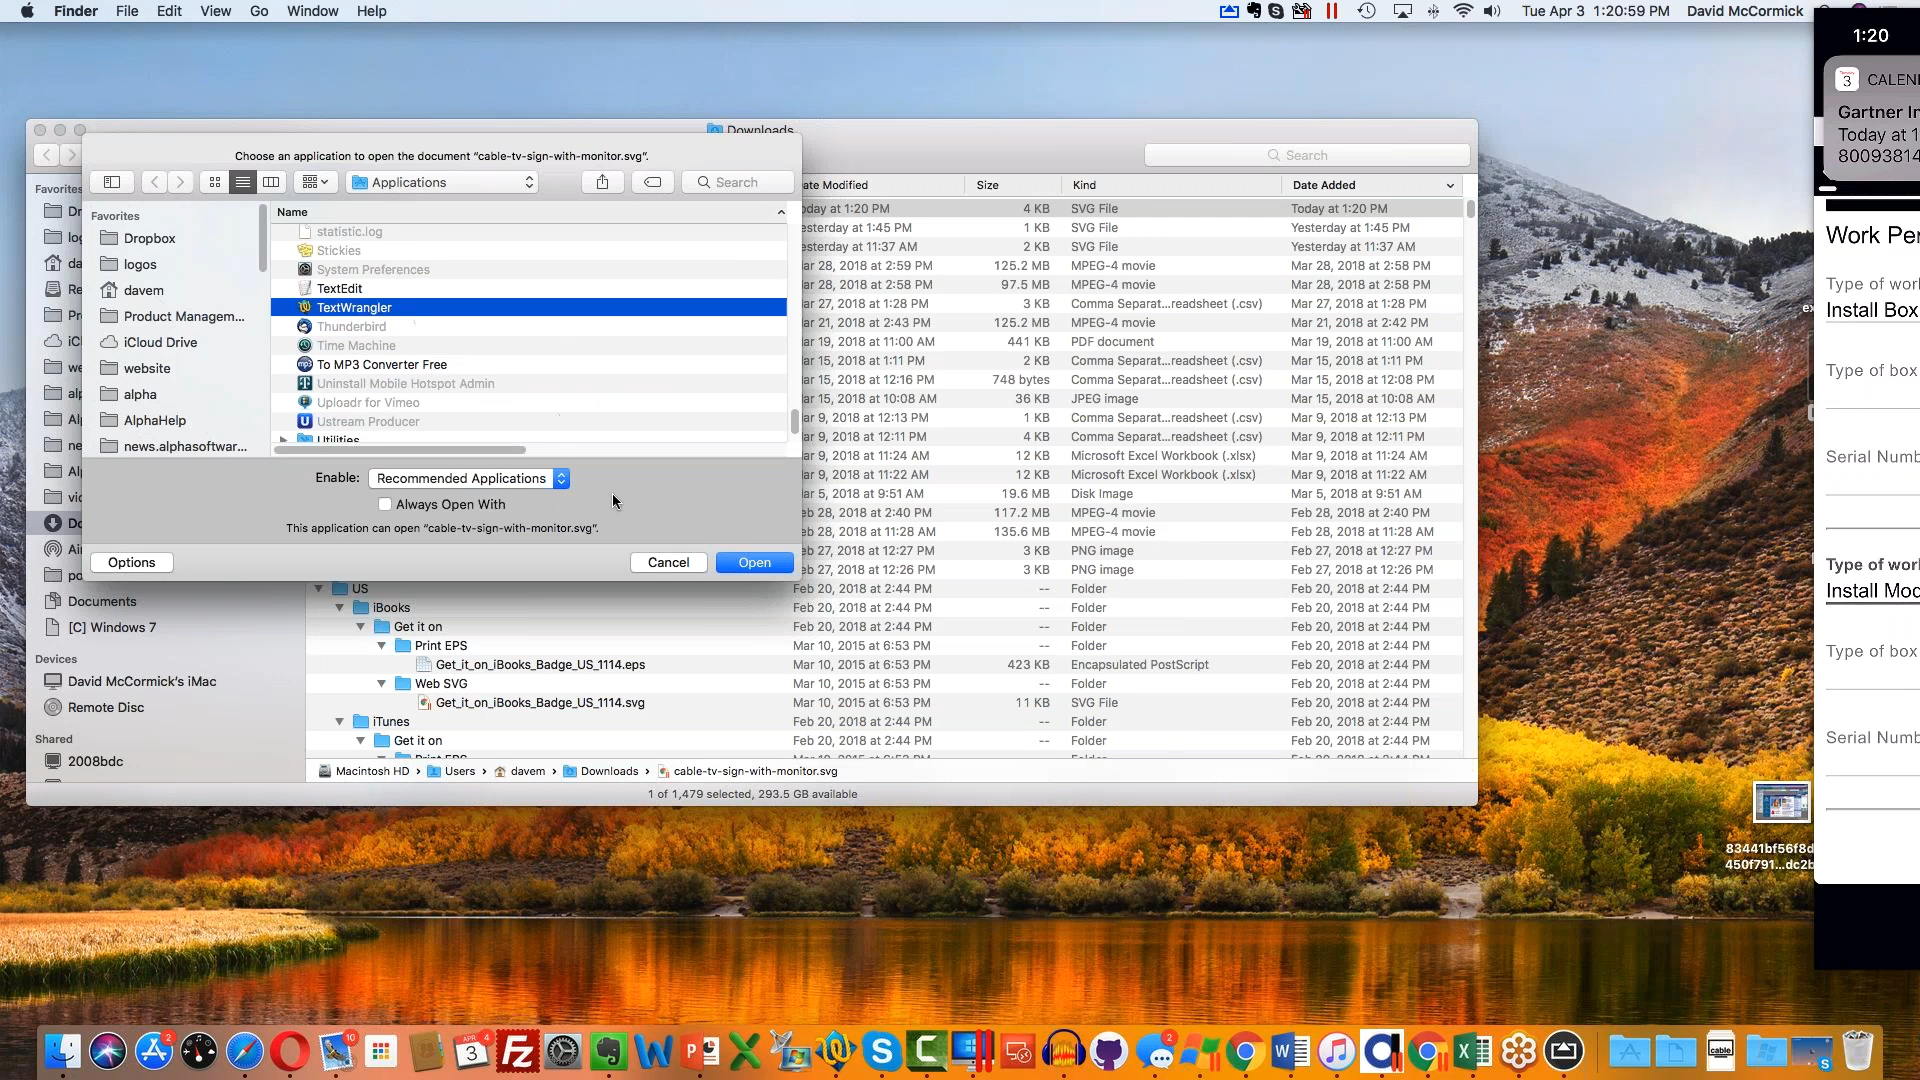 Finder File Edit View Go Window Help
Tue Apr 3 1:20:59 PM David McCormick
1:20
3
Gartner
Today at 1
80093814
Work
Type of
Install Box
Type of box
Serial
Type of
Install
Type of box
Serial
Downloads
Search
Choose an application to open the document "cable-tv-sign-with-monitor.svg".
Applications
Search
Favorites
Dropbox
logos
davem
Product Managem...
iCloud Drive
website
alpha
AlphaHelp
news.alphasoftwar...
Name
statistic.log
Stickies
System Preferences
TextEdit
TextWrangler
Thunderbird
Time Machine
To MP3 Converter Free
Uninstall Mobile Hotspot Admin
Uploadr for Vimeo
Ustream Producer
Utilities
Enable: Recommended Applications
Always Open With
This application can open "cable-tv-sign-with-monitor.svg".
Options Cancel Open
Favorites
Documents
[C] Windows 7
Devices
David McCormick's iMac
Remote Disc
Shared
2008bdc
Modified Size Kind Date Added
at 1:20 PM 4 KB SVG File Today at 1:20 PM
at 1:45 PM 1 KB SVG File Yesterday at 1:45 PM
at 11:37 AM 2 KB SVG File Yesterday at 11:37 AM
28, 2018 at 2:59 PM 125.2 MB MPEG-4 movie Mar 28, 2018 at 2:58 PM
28, 2018 at 2:58 PM 97.5 MB MPEG-4 movie Mar 28, 2018 at 2:58 PM
27, 2018 at 1:28 PM 3 KB Comma Separat...readsheet (.csv) Mar 27, 2018 at 1:28 PM
21, 2018 at 2:43 PM 125.2 MB MPEG-4 movie Mar 21, 2018 at 2:42 PM
19, 2018 at 11:00 AM 441 KB PDF document Mar 19, 2018 at 11:00 AM
15, 2018 at 1:11 PM 2 KB Comma Separat...readsheet (.csv) Mar 15, 2018 at 1:11 PM
15, 2018 at 12:16 PM 748 bytes Comma Separat...readsheet (.csv) Mar 15, 2018 at 12:08 PM
15, 2018 at 10:08 AM 36 KB JPEG image Mar 15, 2018 at 10:08 AM
9, 2018 at 12:13 PM 1 KB Comma Separat...readsheet (.csv) Mar 9, 2018 at 12:13 PM
9, 2018 at 12:11 PM 4 KB Comma Separat...readsheet (.csv) Mar 9, 2018 at 12:11 PM
9, 2018 at 11:24 AM 12 KB Microsoft Excel Workbook (.xlsx) Mar 9, 2018 at 11:24 AM
9, 2018 at 11:22 AM 12 KB Microsoft Excel Workbook (.xlsx) Mar 9, 2018 at 11:22 AM
5, 2018 at 9:51 AM 19.6 MB Disk Image Mar 5, 2018 at 9:51 AM
28, 2018 at 2:40 PM 117.2 MB MPEG-4 movie Feb 28, 2018 at 2:40 PM
28, 2018 at 11:28 AM 135.6 MB MPEG-4 movie Feb 28, 2018 at 11:28 AM
27, 2018 at 12:27 PM 3 KB PNG image Feb 27, 2018 at 12:27 PM
27, 2018 at 12:26 PM 3 KB PNG image Feb 27, 2018 at 12:26 PM
US Feb 20, 2018 at 2:44 PM -- Folder Feb 20, 2018 at 2:44 PM
iBooks Feb 20, 2018 at 2:44 PM -- Folder Feb 20, 2018 at 2:44 PM
Get it on Feb 20, 2018 at 2:44 PM -- Folder Feb 20, 2018 at 2:44 PM
Print EPS Mar 10, 2015 at 6:53 PM -- Folder Feb 20, 2018 at 2:44 PM
Get_it_on_iBooks_Badge_US_1114.eps Mar 10, 2015 at 6:53 PM 423 KB Encapsulated PostScript Feb 20, 2018 at 2:44 PM
Web SVG Mar 10, 2015 at 6:53 PM -- Folder Feb 20, 2018 at 2:44 PM
Get_it_on_iBooks_Badge_US_1114.svg Mar 10, 2015 at 6:53 PM 11 KB SVG File Feb 20, 2018 at 2:44 PM
iTunes Feb 20, 2018 at 2:44 PM -- Folder Feb 20, 2018 at 2:44 PM
Get it on Feb 20, 2018 at 2:44 PM -- Folder Feb 20, 2018 at 2:44 PM
Macintosh HD › Users › davem › Downloads › cable-tv-sign-with-monitor.svg
1 of 1,479 selected, 293.5 GB available
83441bf56f8d
450f791...dc2b
2
10
APR 3
4
2
cable